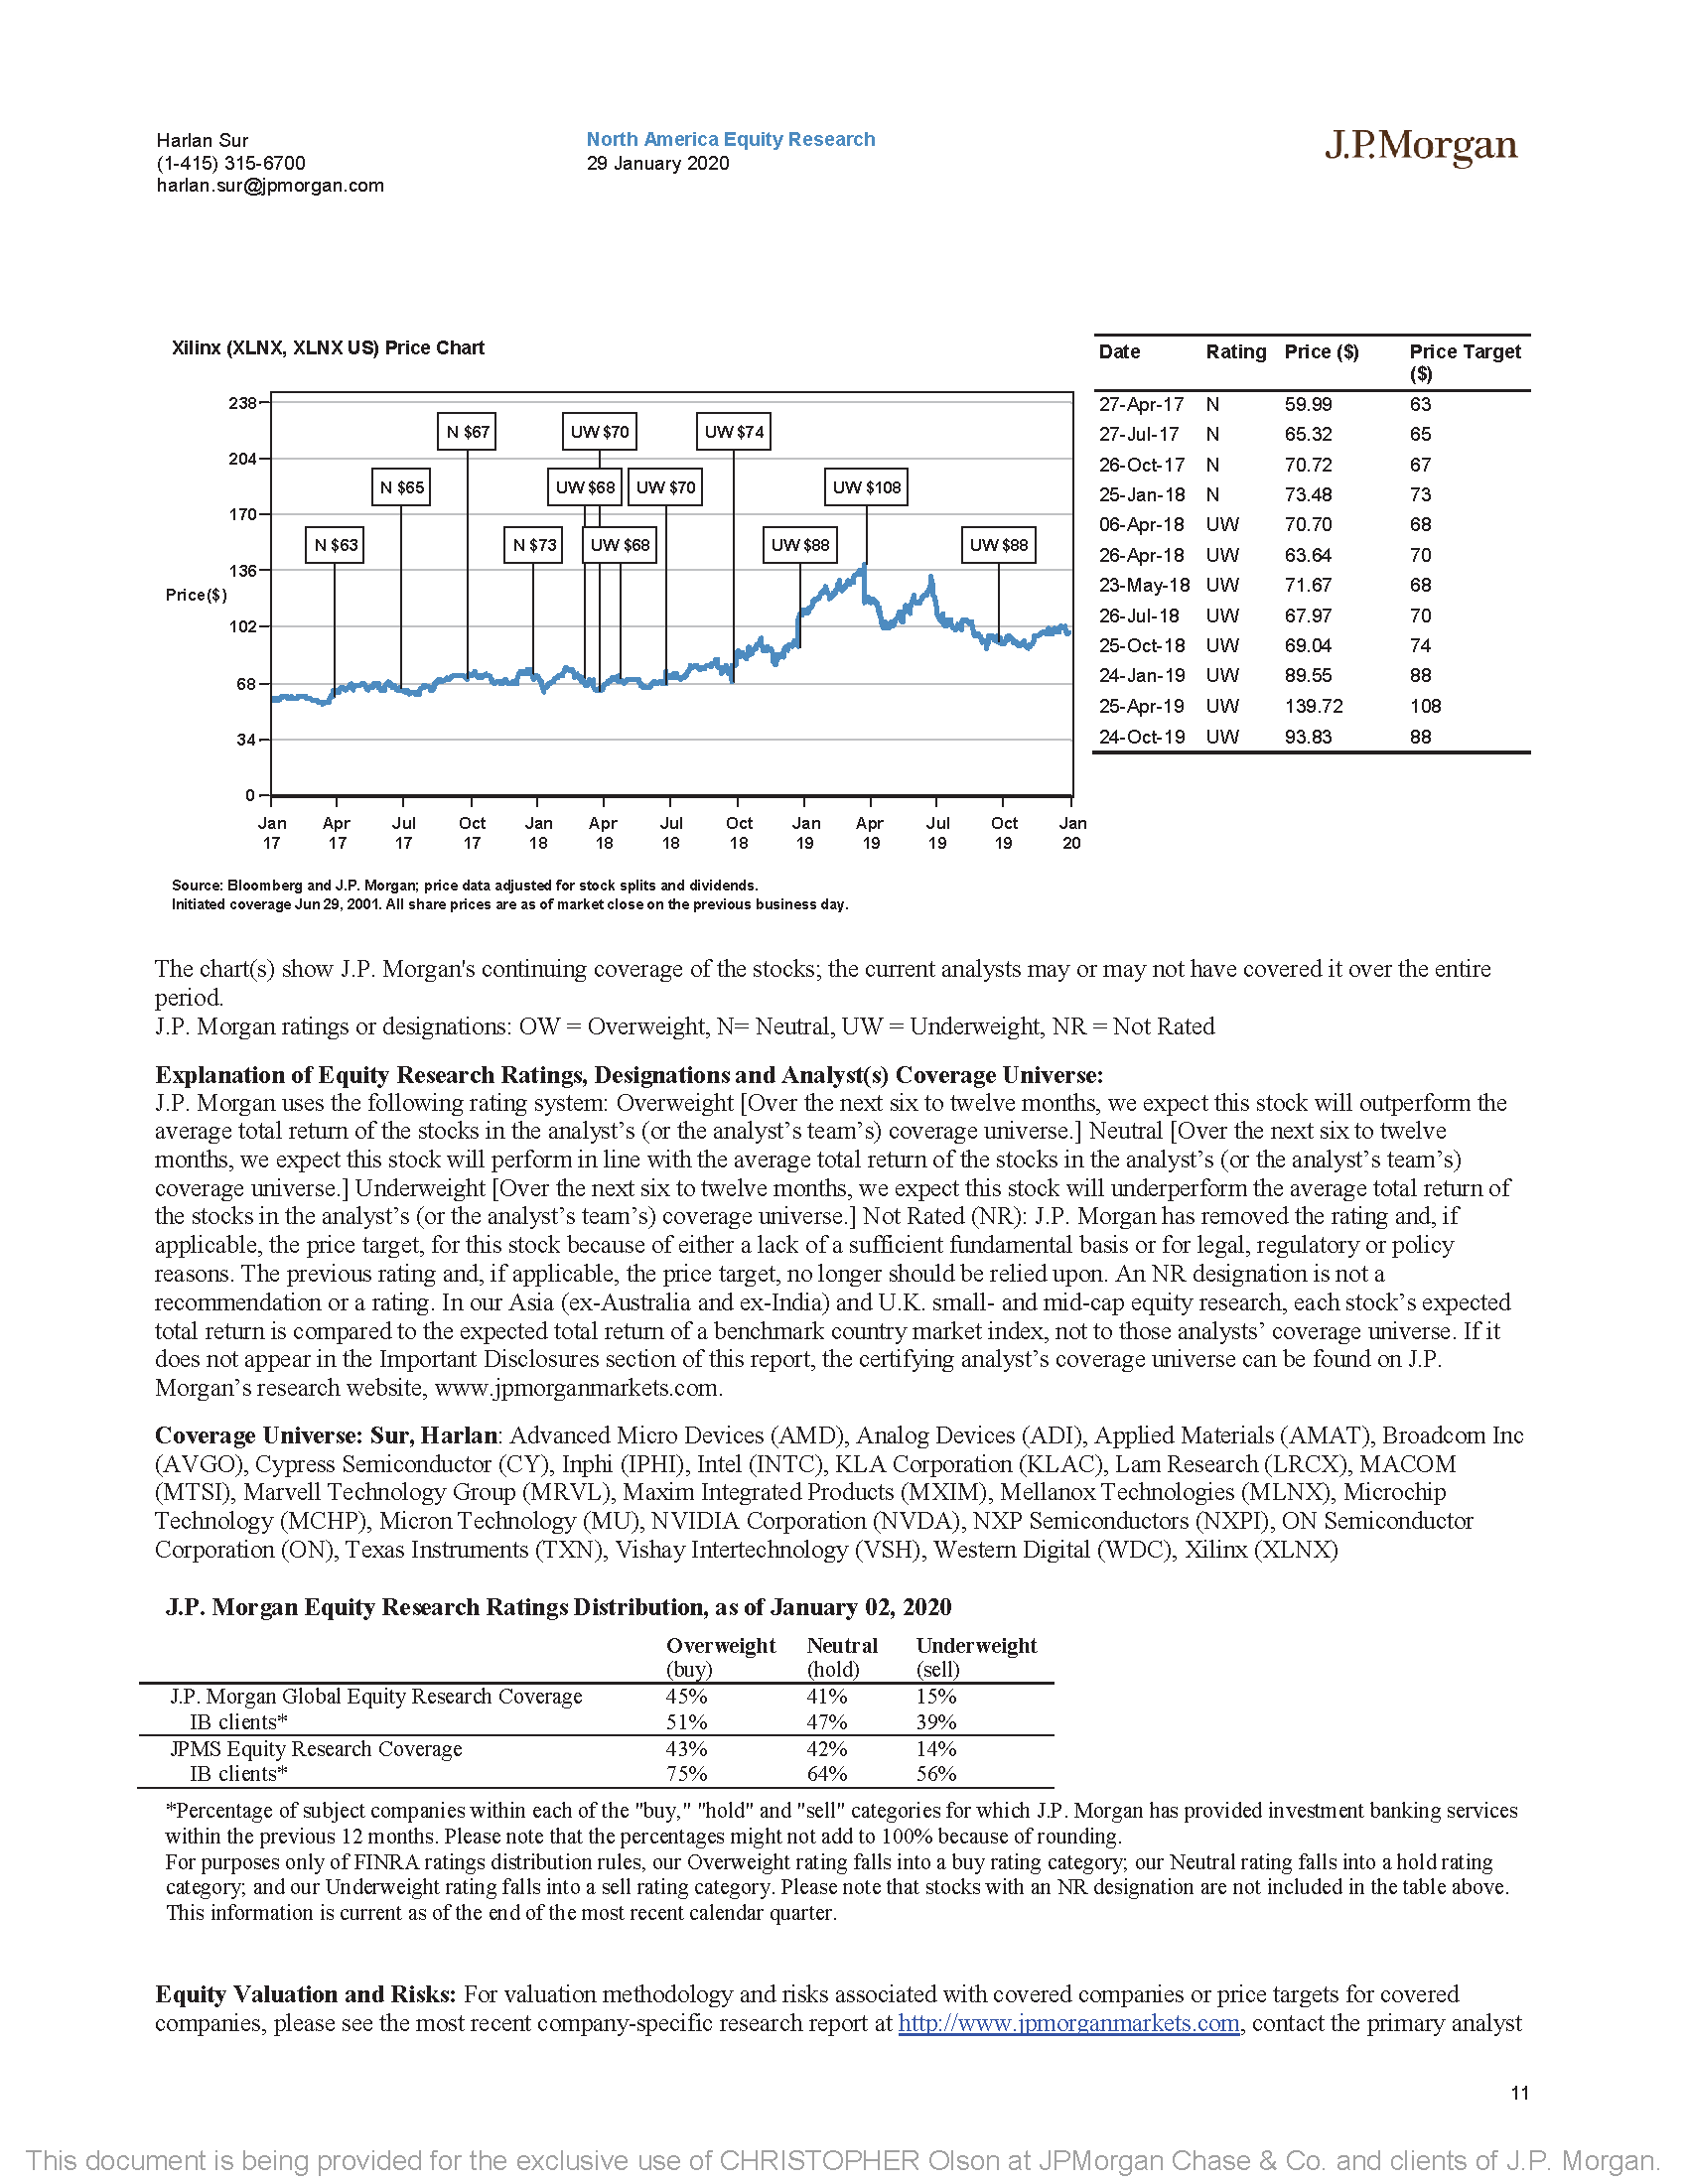 Harlan Sur
(1-415) 315-6700
harlan.sur@jpmorgan.com
North America Equity Research
29 January 2020
J.P.Morgan
Xilinx (XLNX, XLNX US) Price Chart
238
204
170
136
Price($)
102
68
34
0
N $67
UW $70
UW $74
N $65
UW $68
UW $70
UW $108
N $63
N $73
UW $68
UW $88
UW $88
Jan Apr Jul Oct Jan Apr Jul Oct Jan Apr Jul Oct Jan
17 17 17 17 18 18 18 18 19 19 19 19 20
Source: Bloomberg and J.P. Morgan; price data adjusted for stock splits and dividends.
Initiated coverage Jun 29, 2001. All share prices are as of market close on the previous business day.
Date Rating Price ($) Price Target
($)
27-Apr-17 N 59.99 63
27-Jul-17 N 65.32 65
26-Oct-17 N 70.72 67
25-Jan-18 N 73.48 73
06-Apr-18 UW 70.70 68
26-Apr-18 UW 63.64 70
23-May-18 UW 71.67 68
26-Jul-18 UW 67.97 70
25-Oct-18 UW 69.04 74
24-Jan-19 UW 89.55 88
25-Apr-19 UW 139.72 108
24-Oct-19 UW 93.83 88
The chart(s) show J.P. Morgan's continuing coverage of the stocks; the current analysts may or may not have covered it over the entire
period.
J.P. Morgan ratings or designations: OW = Overweight, N= Neutral, UW = Underweight, NR = Not Rated
Explanation of Equity Research Ratings, Designations and Analyst(s) Coverage Universe:
J.P. Morgan uses the following rating system: Overweight [Over the next six to twelve months, we expect this stock will outperform the
average total return of the stocks in the analyst’s (or the analyst’s team’s) coverage universe.] Neutral [Over the next six to twelve
months, we expect this stock will perform in line with the average total return of the stocks in the analyst’s (or the analyst’s team’s)
coverage universe.] Underweight [Over the next six to twelve months, we expect this stock will underperform the average total return of
the stocks in the analyst’s (or the analyst’s team’s) coverage universe.] Not Rated (NR): J.P. Morgan has removed the rating and, if
applicable, the price target, for this stock because of either a lack of a sufficient fundamental basis or for legal, regulatory or policy
reasons. The previous rating and, if applicable, the price target, no longer should be relied upon. An NR designation is not a
recommendation or a rating. In our Asia (ex-Australia and ex-India) and U.K. small- and mid-cap equity research, each stock’s expected
total return is compared to the expected total return of a benchmark country market index, not to those analysts’ coverage universe. If it
does not appear in the Important Disclosures section of this report, the certifying analyst’s coverage universe can be found on J.P.
Morgan’s research website, www.jpmorganmarkets.com.
Coverage Universe: Sur, Harlan: Advanced Micro Devices (AMD), Analog Devices (ADI), Applied Materials (AMAT), Broadcom Inc
(AVGO), Cypress Semiconductor (CY), Inphi (IPHI), Intel (INTC), KLA Corporation (KLAC), Lam Research (LRCX), MACOM
(MTSI), Marvell Technology Group (MRVL), Maxim Integrated Products (MXIM), Mellanox Technologies (MLNX), Microchip
Technology (MCHP), Micron Technology (MU), NVIDIA Corporation (NVDA), NXP Semiconductors (NXPI), ON Semiconductor
Corporation (ON), Texas Instruments (TXN), Vishay Intertechnology (VSH), Western Digital (WDC), Xilinx (XLNX)
J.P. Morgan Equity Research Ratings Distribution, as of January 02, 2020
Overweight Neutral Underweight
(buy) (hold) (sell)
J.P. Morgan Global Equity Research Coverage 45% 41% 15%
IB clients* 51% 47% 39%
JPMS Equity Research Coverage 43% 42% 14%
IB clients* 75% 64% 56%
*Percentage of subject companies within each of the "buy," "hold" and "sell" categories for which J.P. Morgan has provided investment banking services
within the previous 12 months. Please note that the percentages might not add to 100% because of rounding.
For purposes only of FINRA ratings distribution rules, our Overweight rating falls into a buy rating category; our Neutral rating falls into a hold rating
category; and our Underweight rating falls into a sell rating category. Please note that stocks with an NR designation are not included in the table above.
This information is current as of the end of the most recent calendar quarter.
Equity Valuation and Risks: For valuation methodology and risks associated with covered companies or price targets for covered
companies, please see the most recent company-specific research report at http://www.jpmorganmarkets.com, contact the primary analyst
11
This document is being provided for the exclusive use of CHRISTOPHER Olson at JPMorgan Chase & Co. and clients of J.P. Morgan.